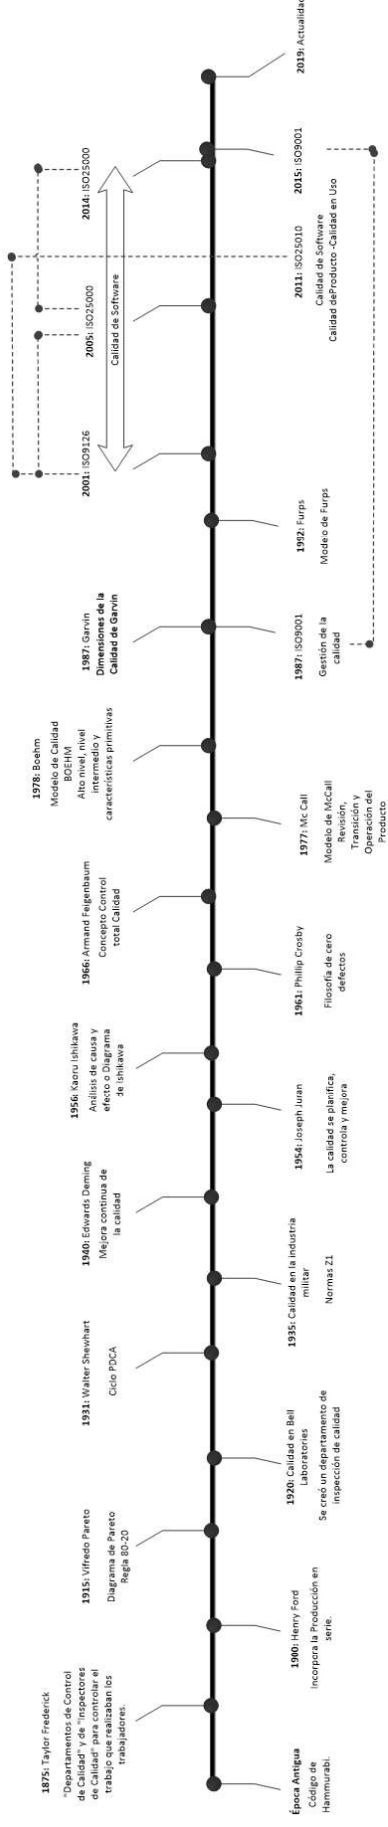 Época Antigua
Código de
Hammurabi.
1875: Taylor Frederick
"Departamentos de Control
de Calidad" y de "Inspectores
de Calidad" para controlar el
trabajo que realizaban los
trabajadores.
1900: Henry Ford
Incorpora la Producción en
serie.
1915: Vifredo Pareto
Diagrama de Pareto
Regla 80-20
1920: Calidad en Bell
Laboratories
Se creó un departamento de
inspección de calidad
1931: Walter Shewhart
Ciclo PDCA
1935: Calidad en la industria
militar
Normas Z1
1940: Edwards Deming
Mejora continua de
la calidad
1954: Joseph Juran
La calidad se planifica,
controla y mejora
1956: Kaoru Ishikawa
Análisis de causa y
efecto o Diagrama
de Ishikawa
1961: Phillip Crosby
Filosofía de cero
defectos
1966: Armand Feigenbaum
Concepto Control
total Calidad
1977: Mc Call
Modelo de McCall
Revisión,
Transición y
Operación del
Producto
1978: Boehm
Modelo de Calidad
BOEHM
Alto nivel, nivel
intermedio y
características primitivas
1987: Garvin
Dimensiones de la
Calidad de Garvin
1987: ISO9001
Gestión de la
calidad
1992: Furps
Modelo de Furps
2001: ISO9126
Calidad de Software
2005: ISO25000
2011: ISO25010
Calidad de Software
Calidad deProducto -Calidad en Uso
2014: ISO25000
2015: ISO9001
2019: Actualidad